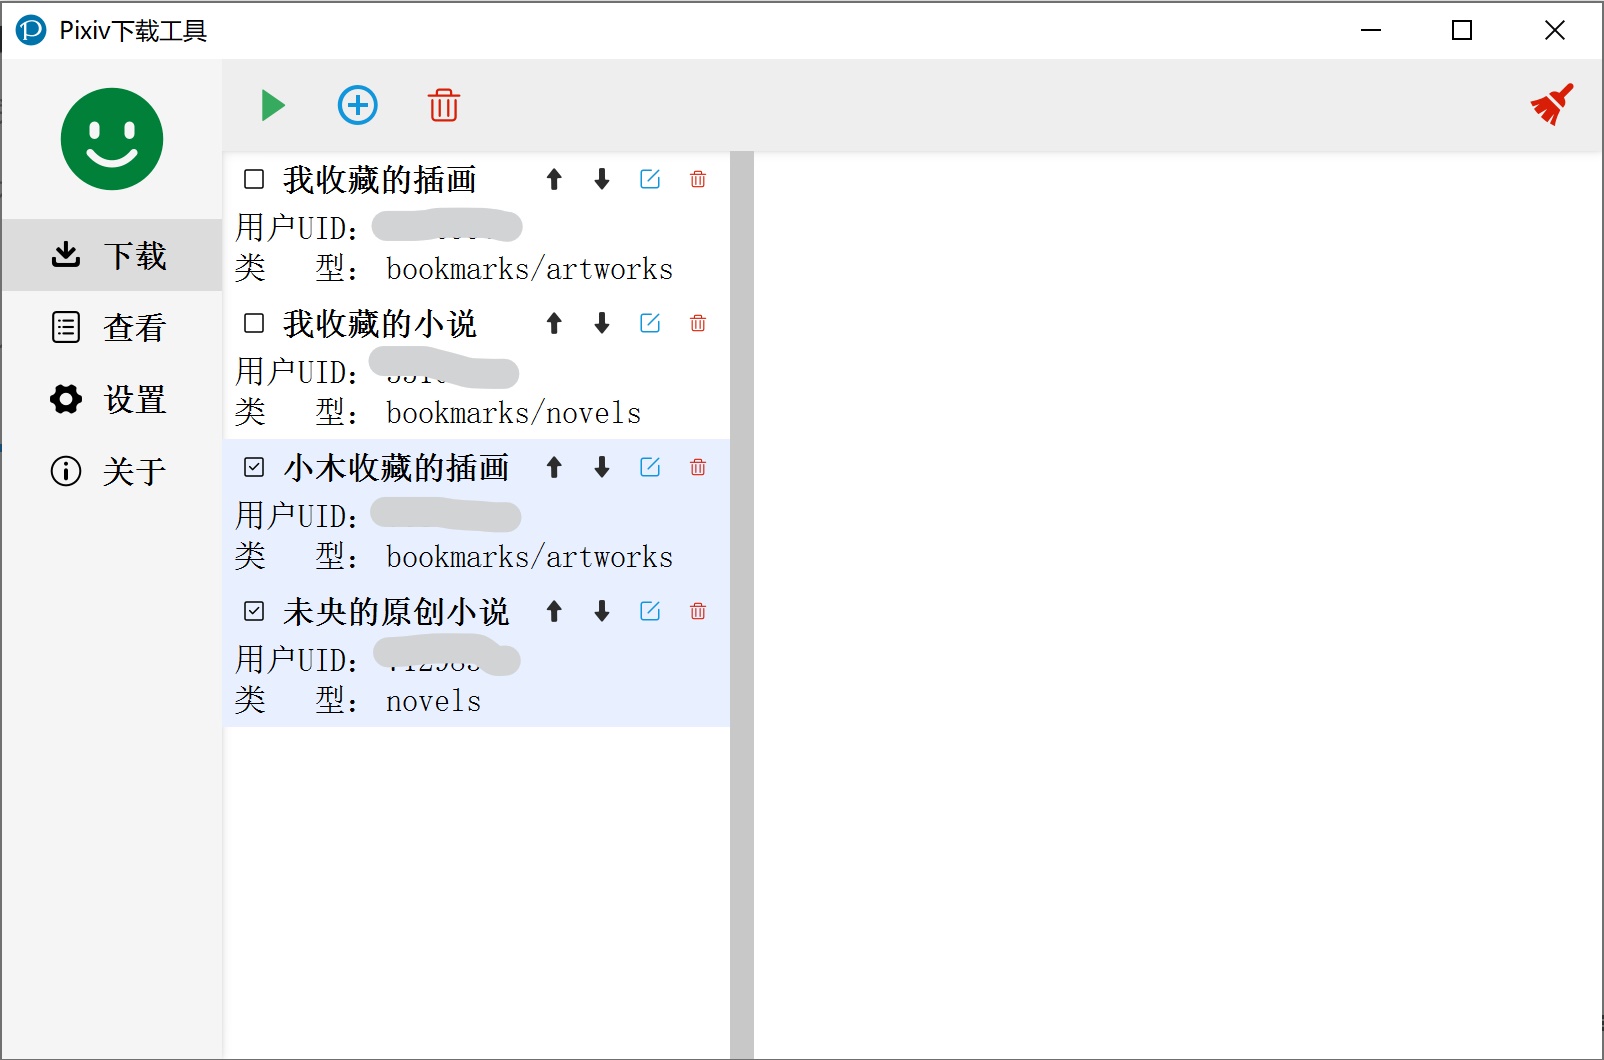 Pixiv下载工具
下载
查看
设置
关于
我收藏的插画
用户UID：
类 型： bookmarks/artworks
我收藏的小说
用户UID：
类 型： bookmarks/novels
小木收藏的插画
用户UID：
类 型： bookmarks/artworks
未央的原创小说
用户UID：
类 型： novels